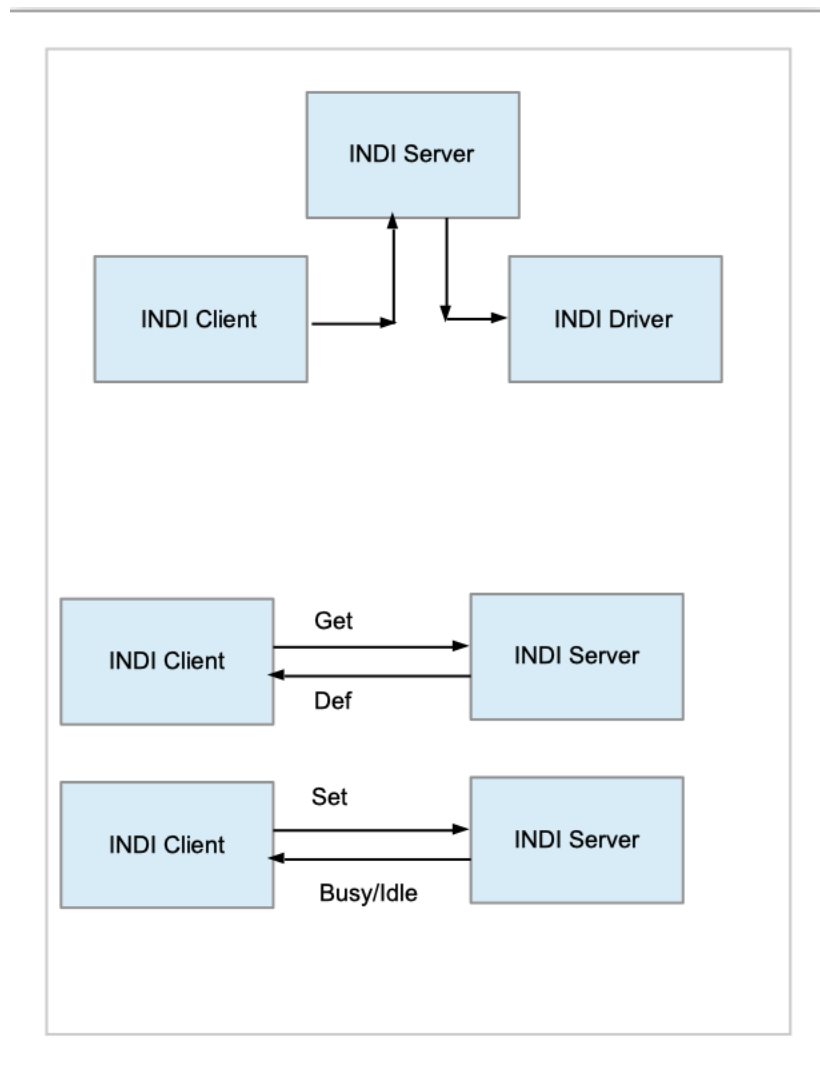 INDI Server
INDI Client
INDI Driver
Get
INDI Client
INDI Server
Def
Set
INDI Client
INDI Server
Busy/Idle